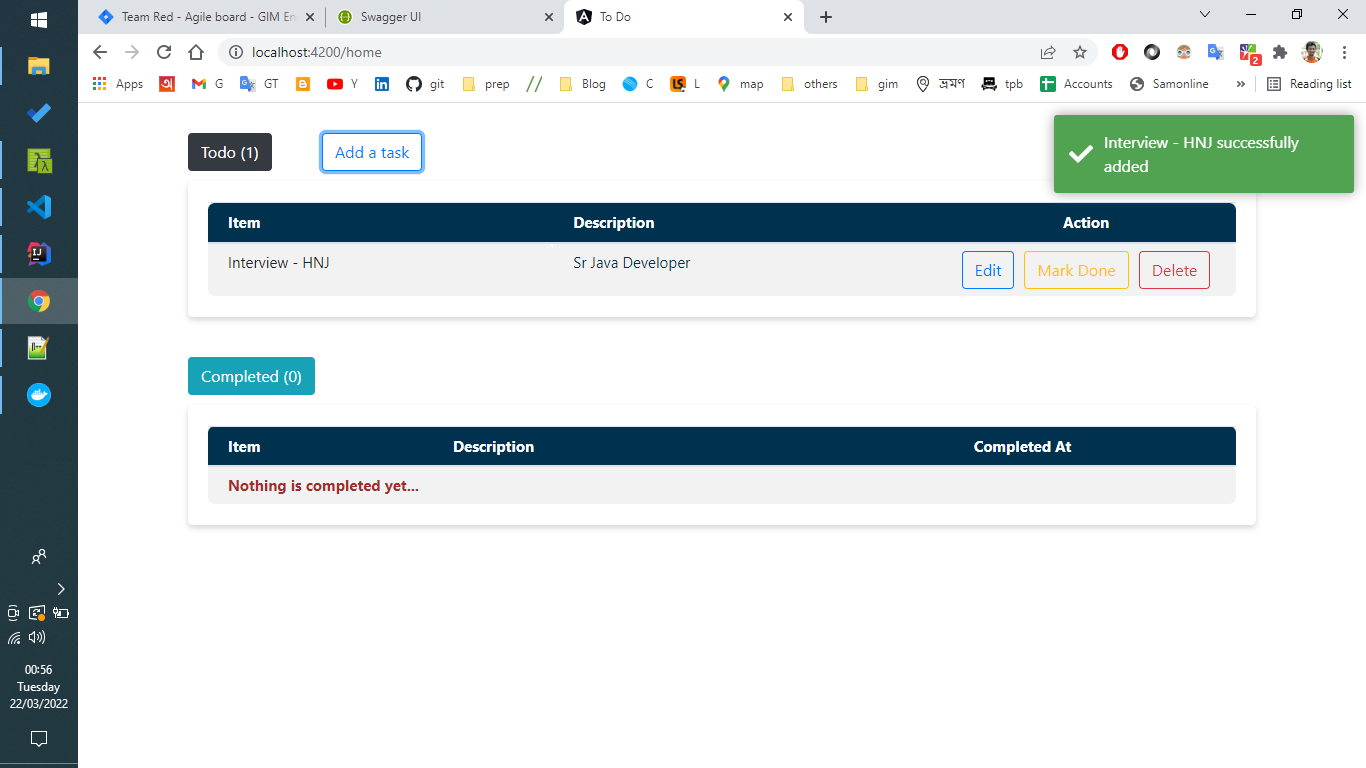 Team Red - Agile board - GIM En
Swagger UI
To Do
localhost:4200/home
Apps
G
GT
Y
git
prep
Blog
C
L
map
others
gim
ভ্রমণ
tpb
Accounts
Samonline
»
Reading list
2
Todo (1)
Add a task
Interview - HNJ successfully
added
Item Description Action
Interview - HNJ Sr Java Developer Edit Mark Done Delete
Completed (0)
Item Description Completed At
Nothing is completed yet...
00:56
Tuesday
22/03/2022